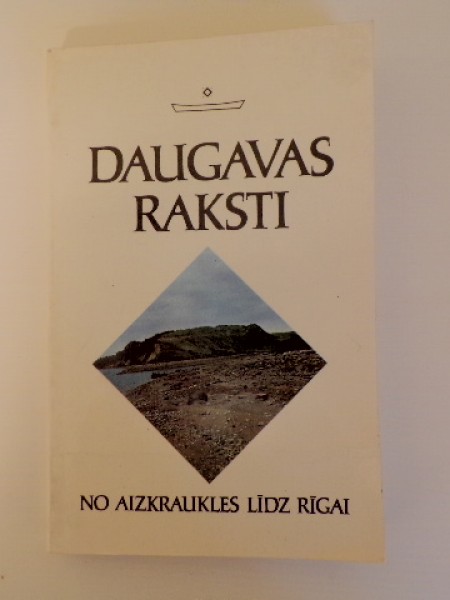 DAUGAVAS
RAKSTI
NO AIZKRAUKLES LĪDZ RĪGAI